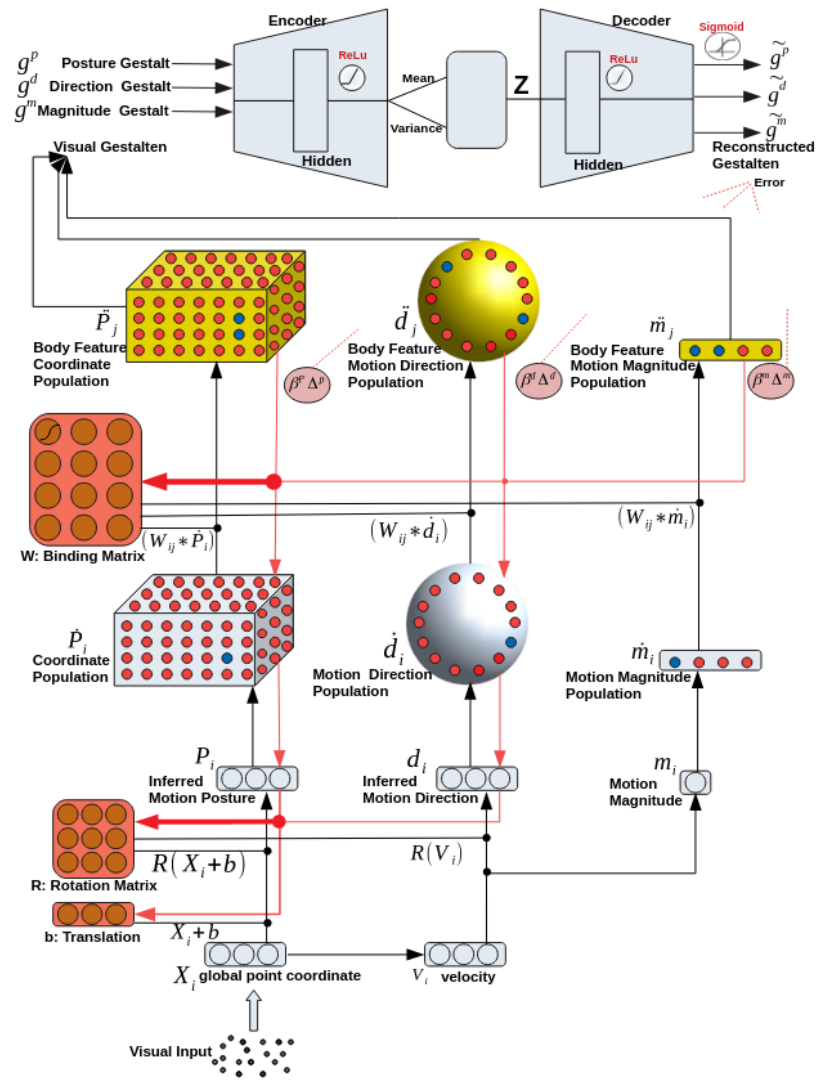 Encoder
Decoder
Sigmoid
ReLu
ReLu
g^p Posture Gestalt
g^d Direction Gestalt
g^m Magnitude Gestalt
Mean
Z
Variance
Hidden
Hidden
g̃^p
g̃^d
g̃^m
Reconstructed
Gestalten
Visual Gestalten
Error
P̈_j
Body Feature
Coordinate
Population
β^p Δ^p
d̈_j
Body Feature
Motion Direction
Population
β^d Δ^d
m̈_j
Body Feature
Motion Magnitude
Population
β^m Δ^m
W: Binding Matrix
(W_ij * Ṗ_i)
(W_ij * ḋ_i)
(W_ij * ṁ_i)
Ṗ_i
Coordinate
Population
ḋ_i
Motion Direction
Population
ṁ_i
Motion Magnitude
Population
P_i
Inferred
Motion Posture
d_i
Inferred
Motion Direction
m_i
Motion
Magnitude
R(X_i+b)
R(V_i)
R: Rotation Matrix
b: Translation
X_i+b
X_i global point coordinate
V_i velocity
Visual Input